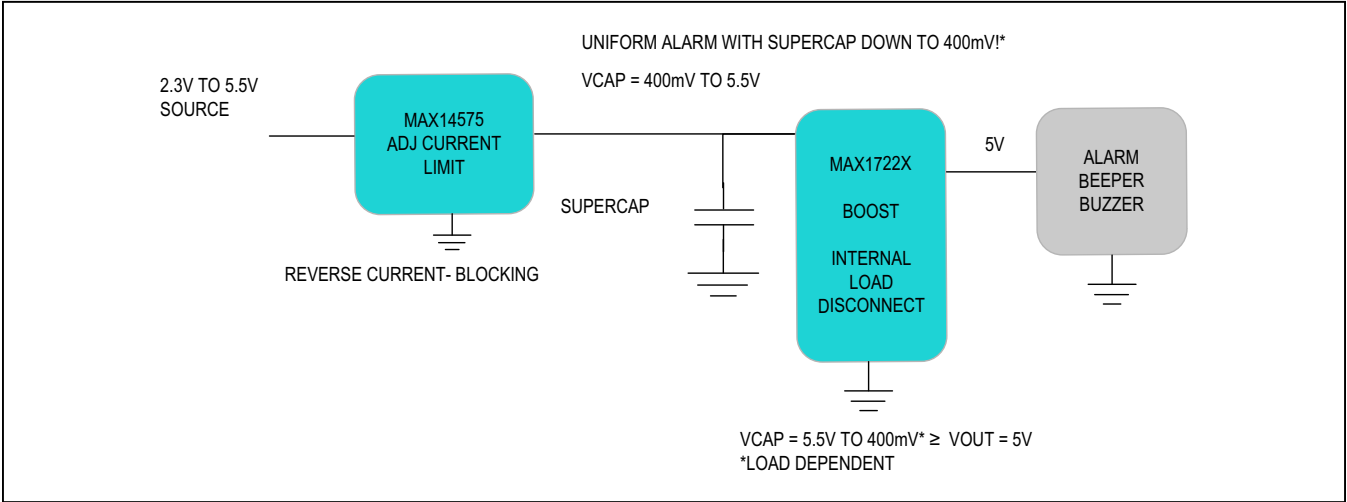 UNIFORM ALARM WITH SUPERCAP DOWN TO 400mV!*
VCAP = 400mV TO 5.5V
2.3V TO 5.5V
SOURCE
MAX14575
ADJ CURRENT
LIMIT
REVERSE CURRENT- BLOCKING
SUPERCAP
MAX1722X
BOOST
INTERNAL
LOAD
DISCONNECT
5V
ALARM
BEEPER
BUZZER
VCAP = 5.5V TO 400mV* ≥ VOUT = 5V
*LOAD DEPENDENT